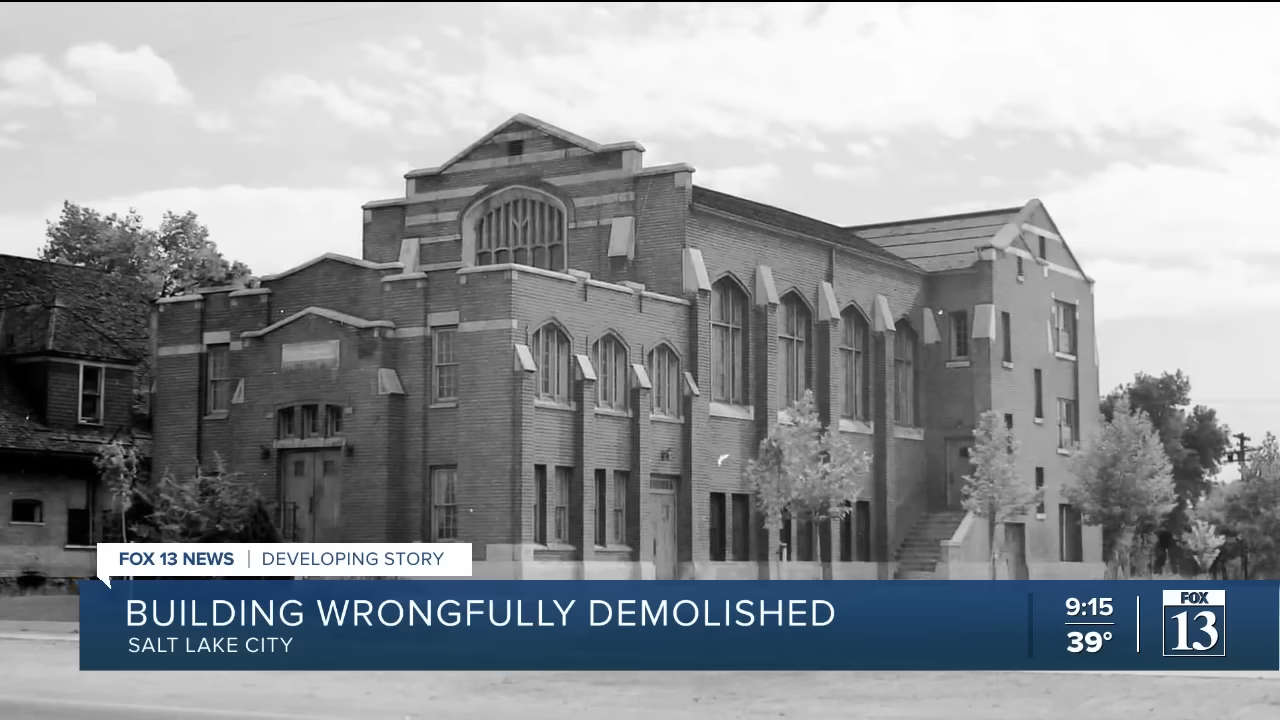 FOX 13 NEWS | DEVELOPING STORY
BUILDING WRONGFULLY DEMOLISHED
SALT LAKE CITY
9:15
39°
FOX
13